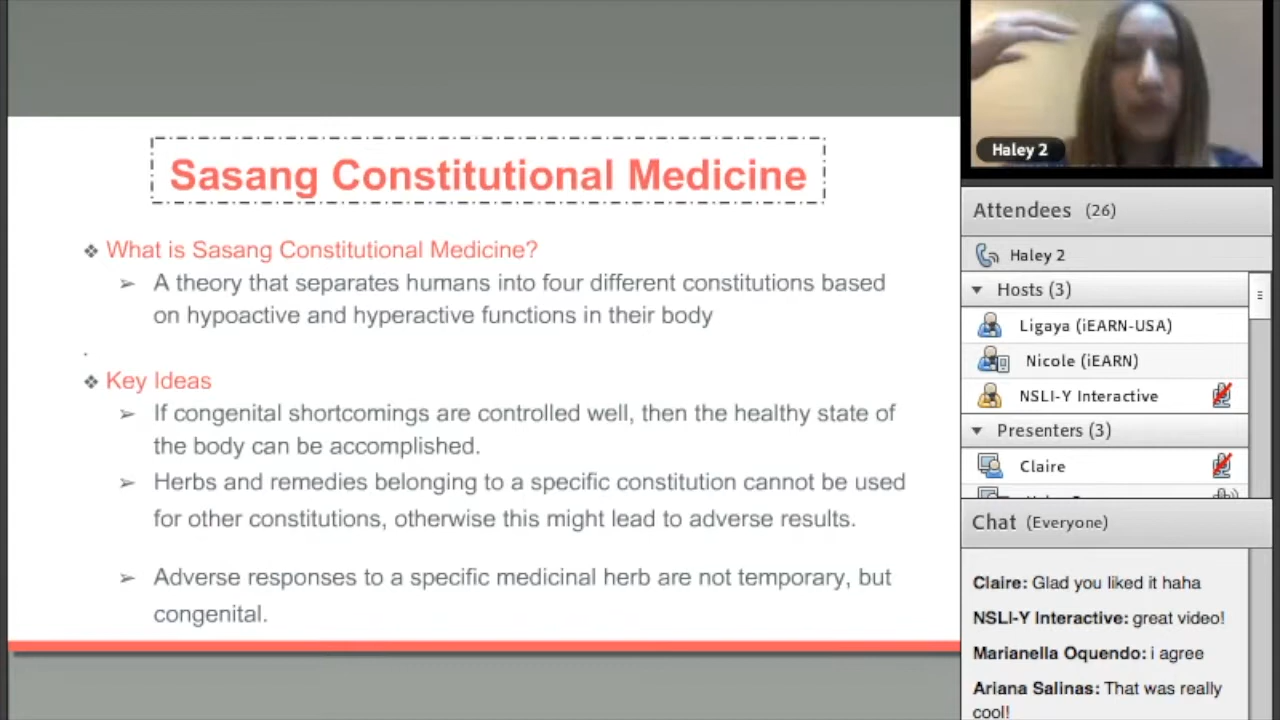 Sasang Constitutional Medicine
❖ What is Sasang Constitutional Medicine?
➢ A theory that separates humans into four different constitutions based
on hypoactive and hyperactive functions in their body
.
❖ Key Ideas
➢ If congenital shortcomings are controlled well, then the healthy state of
the body can be accomplished.
➢ Herbs and remedies belonging to a specific constitution cannot be used
for other constitutions, otherwise this might lead to adverse results.
➢ Adverse responses to a specific medicinal herb are not temporary, but
congenital.
Haley 2
Attendees (26)
Haley 2
Hosts (3)
Ligaya (iEARN-USA)
Nicole (iEARN)
NSLI-Y Interactive
Presenters (3)
Claire
Chat (Everyone)
Claire: Glad you liked it haha
NSLI-Y Interactive: great video!
Marianella Oquendo: i agree
Ariana Salinas: That was really
cool!